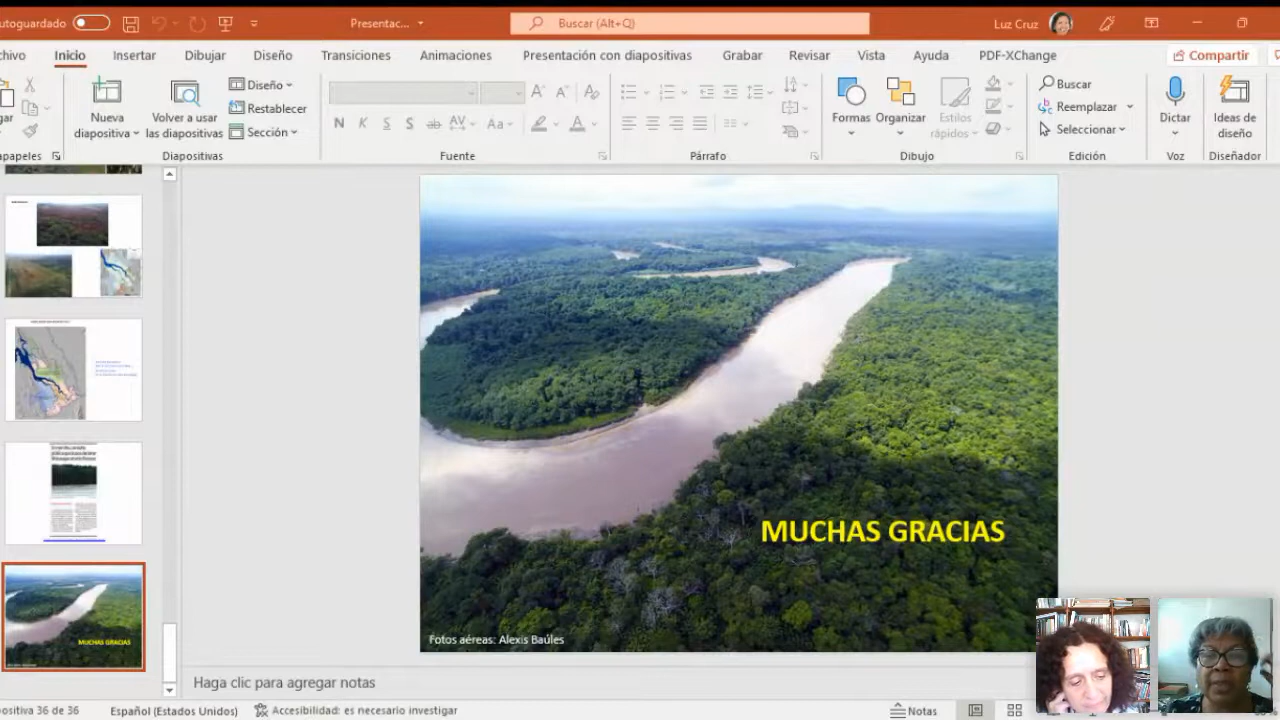 utoguardado
Presentac...
Buscar (Alt+Q)
Luz Cruz
chivo
Inicio
Insertar
Dibujar
Diseño
Transiciones
Animaciones
Presentación con diapositivas
Grabar
Revisar
Vista
Ayuda
PDF-XChange
Compartir
gar
Nueva
diapositiva
Volver a usar
las diapositivas
Diseño
Restablecer
Sección
N K S S ab AV Aa A
Formas
Organizar
Estilos
rápidos
Buscar
Reemplazar
Seleccionar
Dictar
Ideas de
diseño
apapeles
Diapositivas
Fuente
Párrafo
Dibujo
Edición
Voz
Diseñador
MUCHAS GRACIAS
Fotos aéreas: Alexis Baúles
MUCHAS GRACIAS
Haga clic para agregar notas
positiva 36 de 36
Español (Estados Unidos)
Accesibilidad: es necesario investigar
Notas